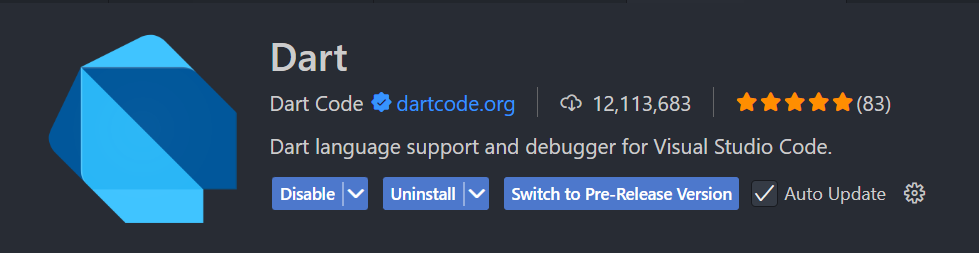 Dart
Dart Code dartcode.org 12,113,683 (83)
Dart language support and debugger for Visual Studio Code.
Disable Uninstall Switch to Pre-Release Version Auto Update